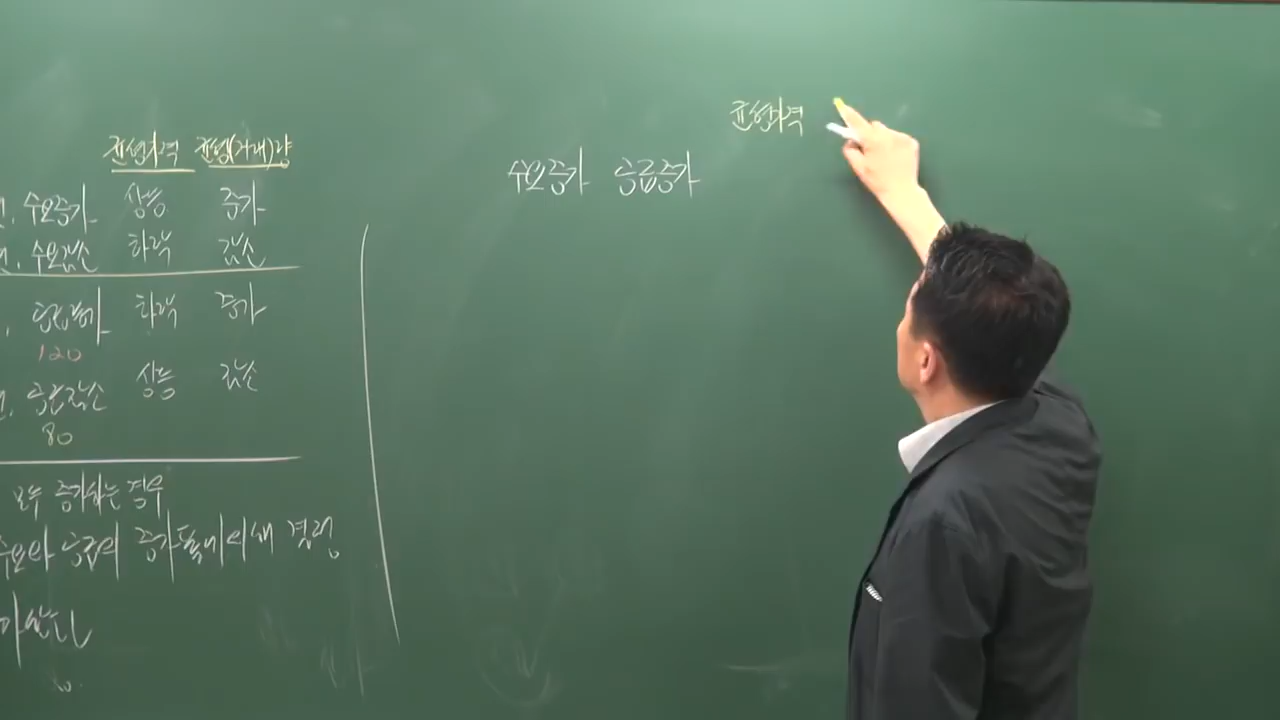 균형가격 균형(거래)량
수요증가 상승 증가
수요감소 하락 감소
공급증가 하락 증가
120
공급감소 상승 감소
80
모두 증가하는 경우
수요와 공급의 증가폭에 의해 결정
균형가격
수요증가 공급증가